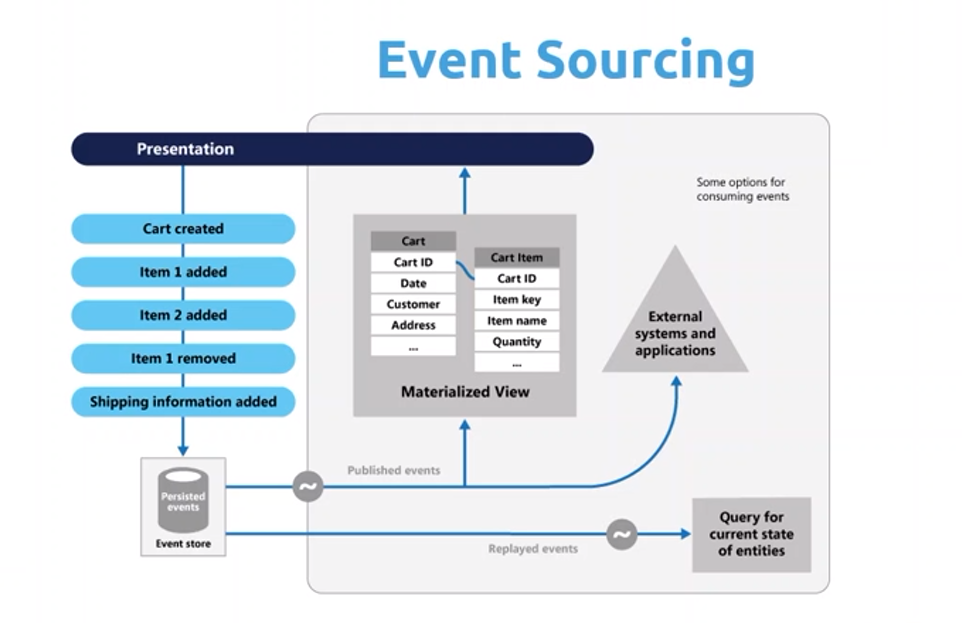 Event Sourcing
Presentation
Some options for
consuming events
Cart created
Item 1 added
Item 2 added
Item 1 removed
Shipping information added
Cart
Cart ID
Date
Customer
Address
...
Cart Item
Cart ID
Item key
Item name
Quantity
...
Materialized View
External
systems and
applications
Published events
~
Persisted
events
Event store
~
Replayed events
Query for
current state
of entities